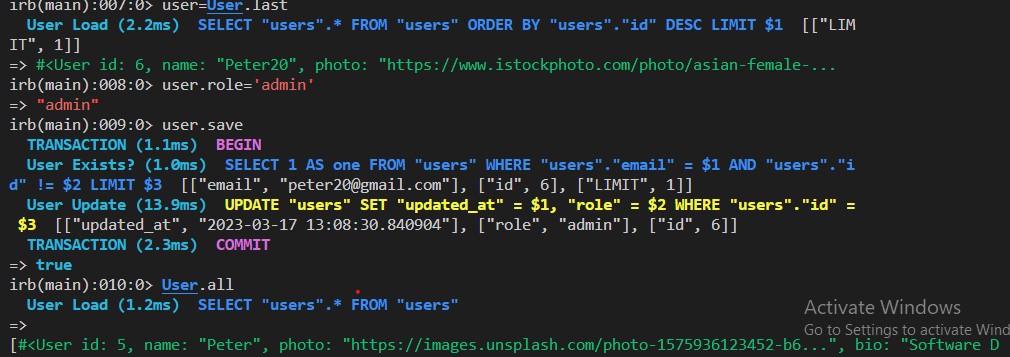 irb(main):007:0> user=User.last
User Load (2.2ms)  SELECT "users".* FROM "users" ORDER BY "users"."id" DESC LIMIT $1  [["LIM
IT", 1]]
=> #<User id: 6, name: "Peter20", photo: "https://www.istockphoto.com/photo/asian-female-...
irb(main):008:0> user.role='admin'
=> "admin"
irb(main):009:0> user.save
TRANSACTION (1.1ms)  BEGIN
User Exists? (1.0ms)  SELECT 1 AS one FROM "users" WHERE "users"."email" = $1 AND "users"."i
d" != $2 LIMIT $3  [["email", "peter20@gmail.com"], ["id", 6], ["LIMIT", 1]]
User Update (13.9ms)  UPDATE "users" SET "updated_at" = $1, "role" = $2 WHERE "users"."id" =
$3  [["updated_at", "2023-03-17 13:08:30.840904"], ["role", "admin"], ["id", 6]]
TRANSACTION (2.3ms)  COMMIT
=> true
irb(main):010:0> User.all
User Load (1.2ms)  SELECT "users".* FROM "users"
=>
[#<User id: 5, name: "Peter", photo: "https://images.unsplash.com/photo-1575936123452-b6...", bio: "Software D
Activate Windows
Go to Settings to activate Wind